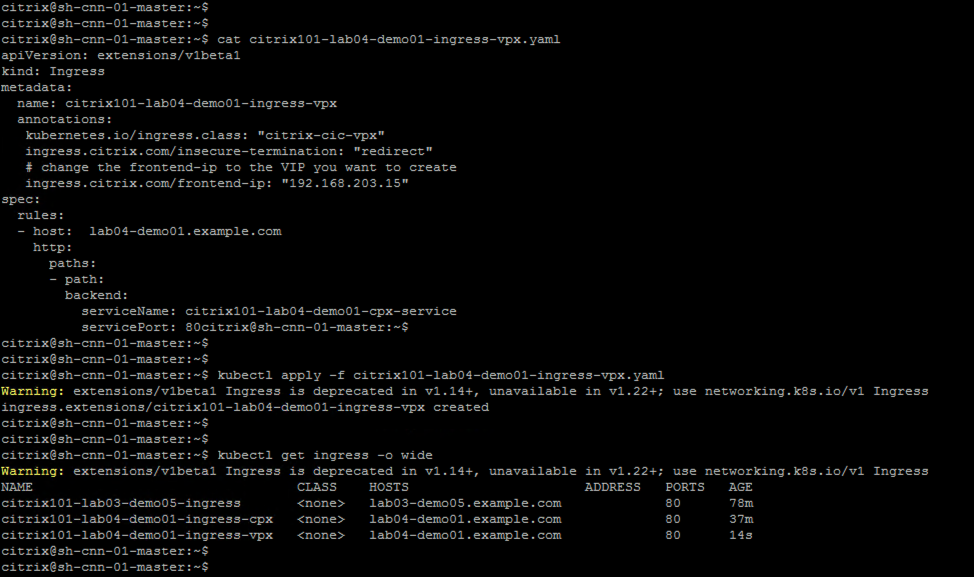 citrix@sh-cnn-01-master:~$
citrix@sh-cnn-01-master:~$
citrix@sh-cnn-01-master:~$ cat citrix101-lab04-demo01-ingress-vpx.yaml
apiVersion: extensions/v1beta1
kind: Ingress
metadata:
  name: citrix101-lab04-demo01-ingress-vpx
  annotations:
   kubernetes.io/ingress.class: "citrix-cic-vpx"
   ingress.citrix.com/insecure-termination: "redirect"
   # change the frontend-ip to the VIP you want to create
   ingress.citrix.com/frontend-ip: "192.168.203.15"
spec:
  rules:
  - host:  lab04-demo01.example.com
    http:
      paths:
      - path:
        backend:
          serviceName: citrix101-lab04-demo01-cpx-service
          servicePort: 80citrix@sh-cnn-01-master:~$
citrix@sh-cnn-01-master:~$
citrix@sh-cnn-01-master:~$
citrix@sh-cnn-01-master:~$ kubectl apply -f citrix101-lab04-demo01-ingress-vpx.yaml
Warning: extensions/v1beta1 Ingress is deprecated in v1.14+, unavailable in v1.22+; use networking.k8s.io/v1 Ingress
ingress.extensions/citrix101-lab04-demo01-ingress-vpx created
citrix@sh-cnn-01-master:~$
citrix@sh-cnn-01-master:~$
citrix@sh-cnn-01-master:~$ kubectl get ingress -o wide
Warning: extensions/v1beta1 Ingress is deprecated in v1.14+, unavailable in v1.22+; use networking.k8s.io/v1 Ingress
NAME                                 CLASS    HOSTS                      ADDRESS   PORTS   AGE
citrix101-lab03-demo05-ingress       <none>   lab03-demo05.example.com             80      78m
citrix101-lab04-demo01-ingress-cpx   <none>   lab04-demo01.example.com             80      37m
citrix101-lab04-demo01-ingress-vpx   <none>   lab04-demo01.example.com             80      14s
citrix@sh-cnn-01-master:~$
citrix@sh-cnn-01-master:~$